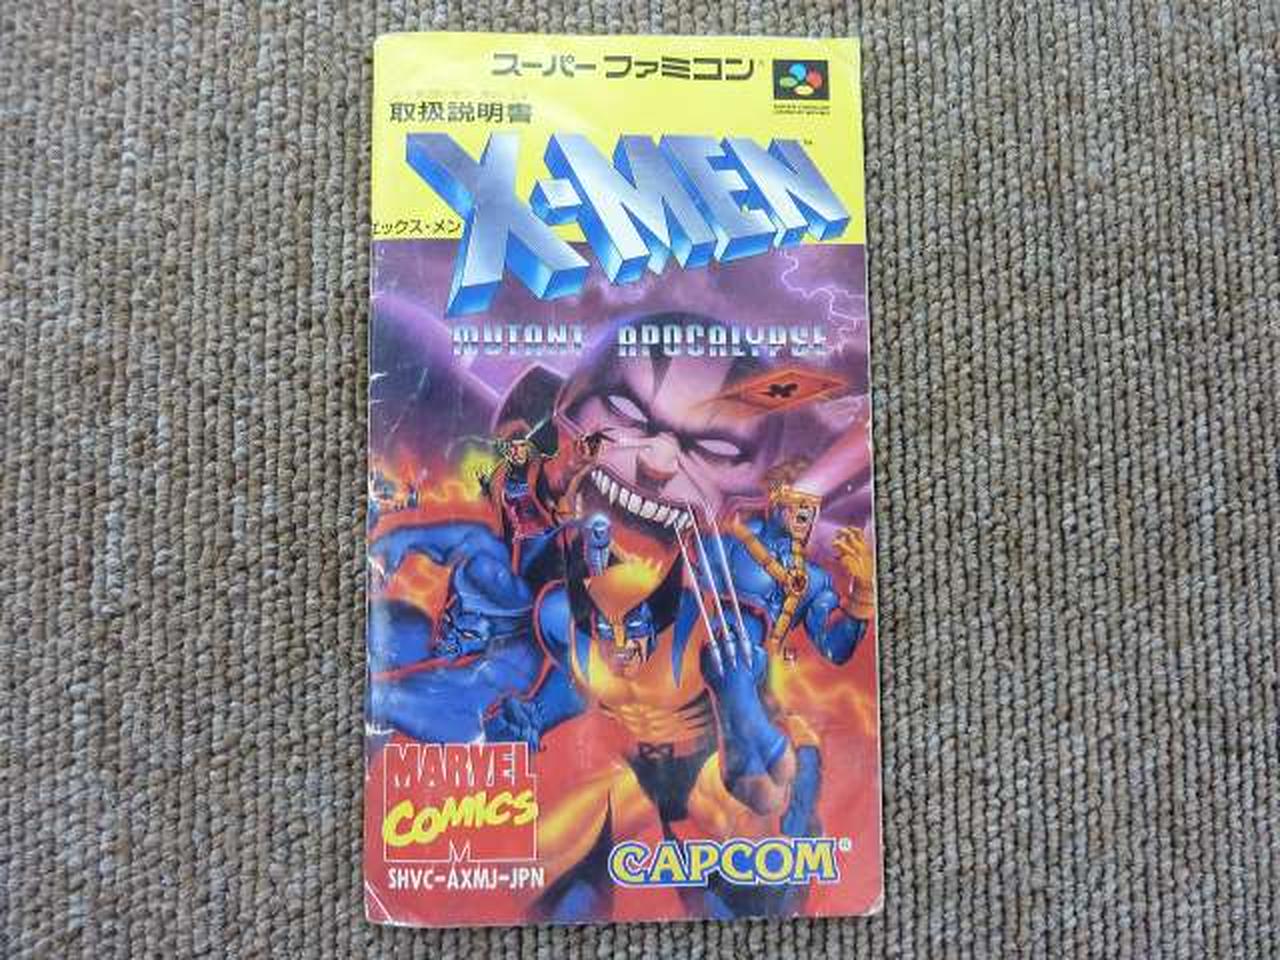 スーパーファミコン®
取扱説明書
X-MEN™
エックス・メン
MUTANT APOCALYPSE
MARVEL
COMICS
M
SHVC-AXMJ-JPN
CAPCOM®